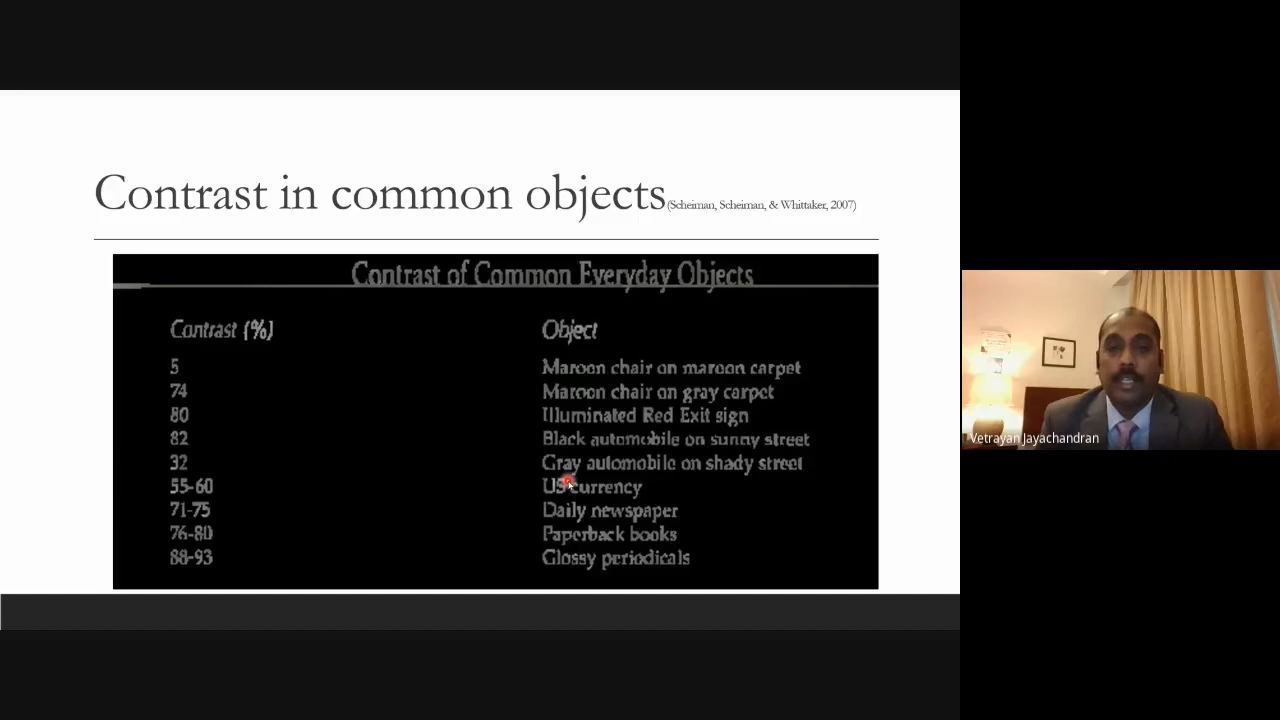 Contrast in common objects(Scheiman, Scheiman, & Whittaker, 2007)
Contrast of Common Everyday Objects
Contrast (%) Object
5 Maroon chair on maroon carpet
74 Maroon chair on gray carpet
80 Illuminated Red Exit sign
82 Black automobile on sunny street
32 Gray automobile on shady street
55-60 US currency
71-75 Daily newspaper
76-80 Paperback books
88-93 Glossy periodicals
Vetrayan Jayachandran